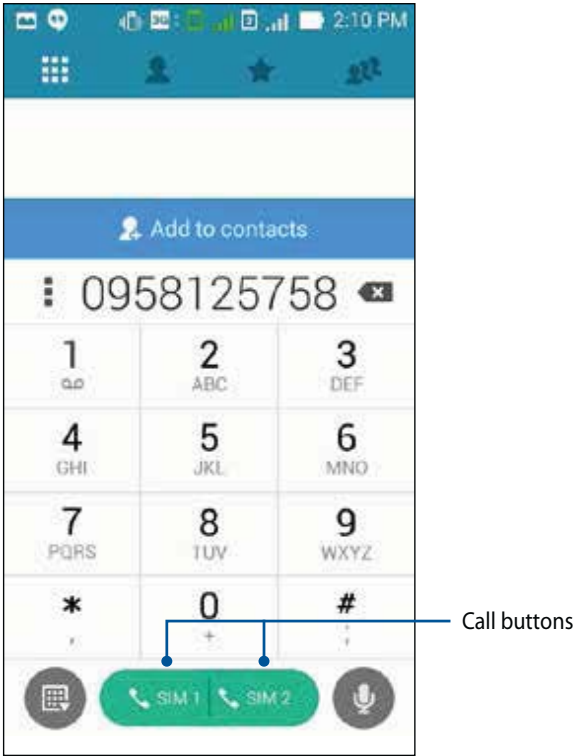 2:10 PM
Add to contacts
0958125758
1 2 3
ABC DEF
4 5 6
GHI JKL MNO
7 8 9
PQRS TUV WXYZ
* 0 #
, + ;
Call buttons
SIM 1 SIM 2